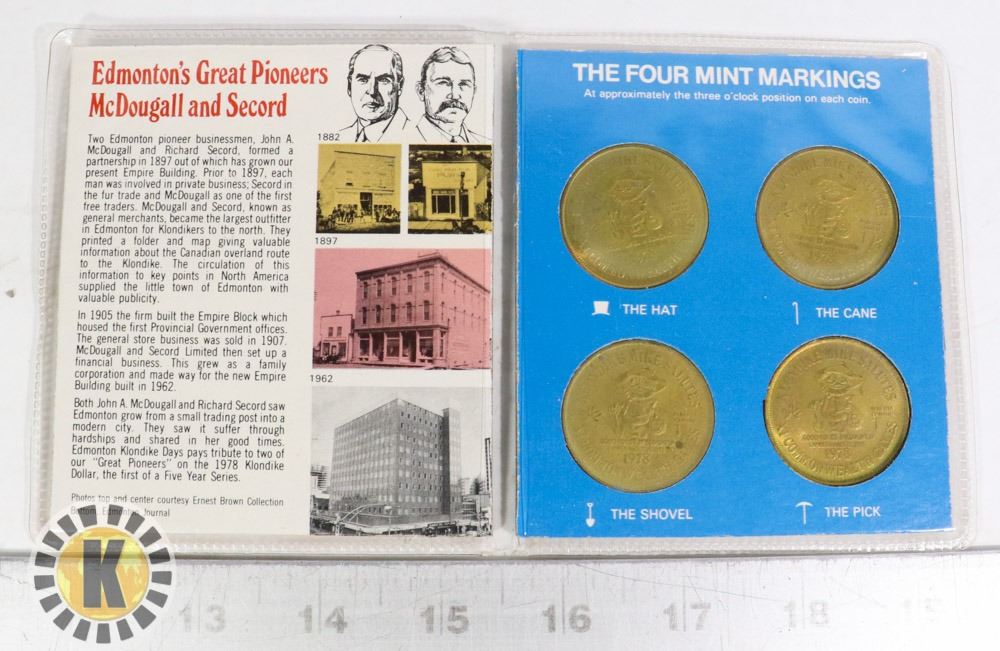 Edmonton's Great Pioneers
McDougall and Secord
Two Edmonton pioneer businessmen, John A.
McDougall and Richard Secord, formed a
partnership in 1897 out of which has grown our
present Empire Building. Prior to 1897, each
man was involved in private business; Secord in
the fur trade and McDougall as one of the first
free traders. McDougall and Secord, known as
general merchants, became the largest outfitter
in Edmonton for Klondikers to the north. They
printed a folder and map giving valuable
information about the Canadian overland route
to the Klondike. The circulation of this
information to key points in North America
supplied the little town of Edmonton with
valuable publicity.
In 1905 the firm built the Empire Block which
housed the first Provincial Government offices.
The general store business was sold in 1907.
McDougall and Secord Limited then set up a
financial business. This grew as a family
corporation and made way for the new Empire
Building built in 1962.
Both John A. McDougall and Richard Secord saw
Edmonton grow from a small trading post into a
modern city. They saw it suffer through
hardships and shared in her good times.
Edmonton Klondike Days pays tribute to two of
our "Great Pioneers" on the 1978 Klondike
Dollar, the first of a Five Year Series.
Photos top and center courtesy Ernest Brown Collection
Bottom, Edmonton Journal
1882
1897
1962
THE FOUR MINT MARKINGS
At approximately the three o'clock position on each coin.
THE HAT
THE CANE
1978
THE SHOVEL
1978
THE PICK
K
13 14 15 16 17 18 19